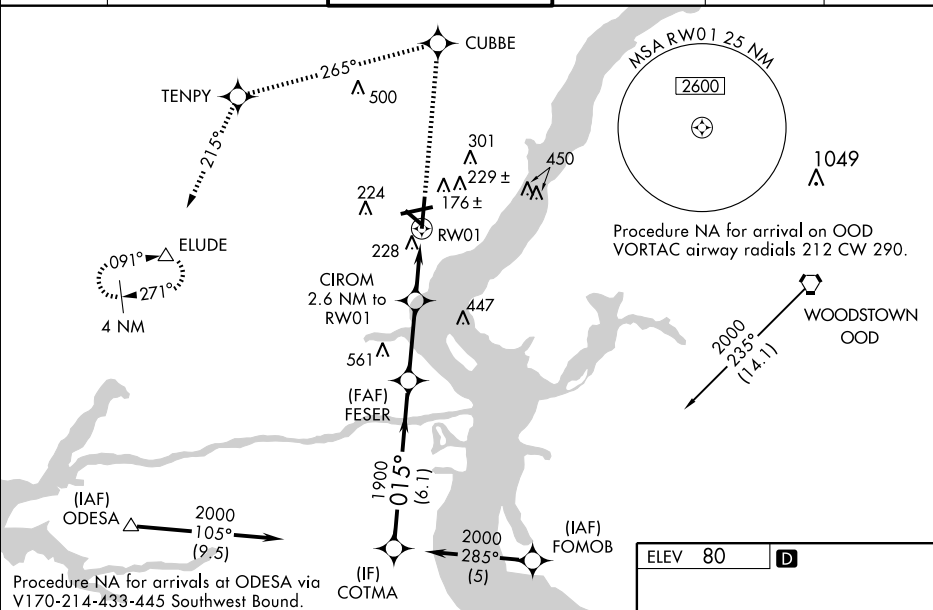 CUBBE
265°
TENPY
500
215°
MSA RW01 25 NM
2600
1049
301
450
229 ±
224
176 ±
RW01
228
Procedure NA for arrival on OOD
VORTAC airway radials 212 CW 290.
091°
ELUDE
271°
4 NM
CIROM
2.6 NM to
RW01
447
561
WOODSTOWN
OOD
2000
235°
(14.1)
(FAF)
FESER
1900
015°
(6.1)
(IAF)
ODESA
2000
105°
(9.5)
2000
285°
(5)
(IAF)
FOMOB
(IF)
COTMA
Procedure NA for arrivals at ODESA via
V170-214-433-445 Southwest Bound.
ELEV 80 D